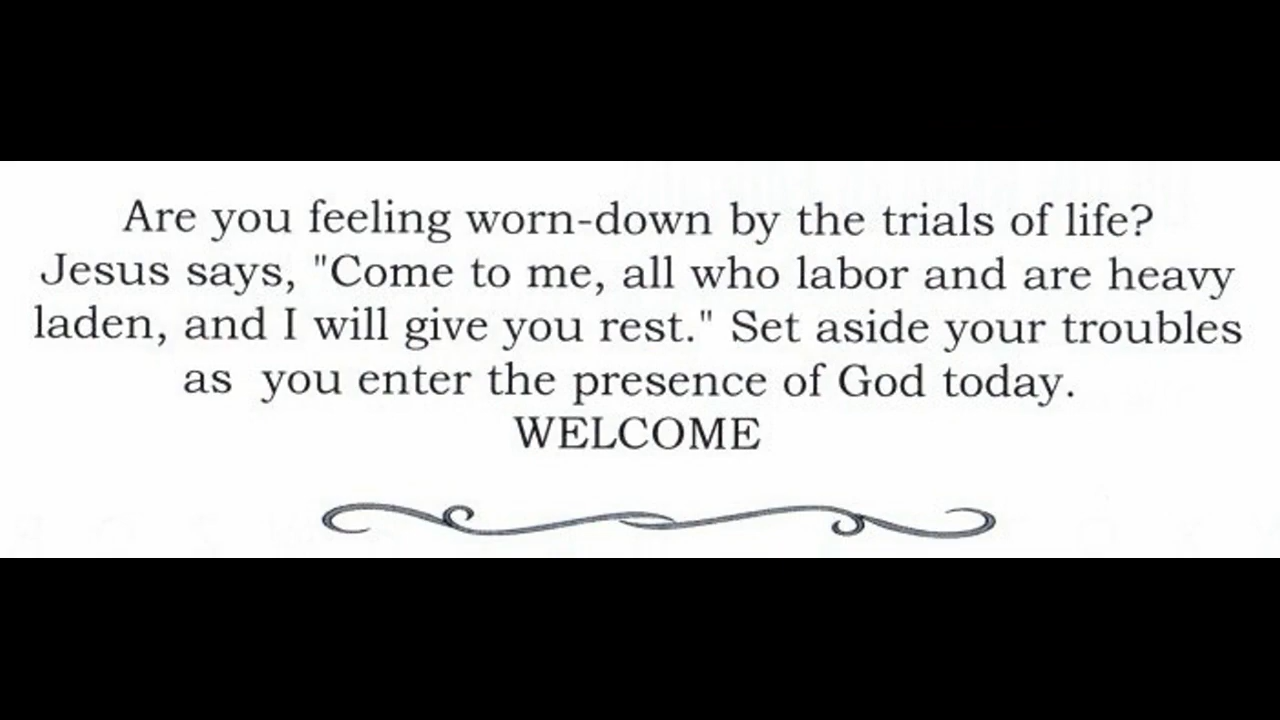 Are you feeling worn-down by the trials of life?
Jesus says, "Come to me, all who labor and are heavy
laden, and I will give you rest." Set aside your troubles
as  you enter the presence of God today.
WELCOME